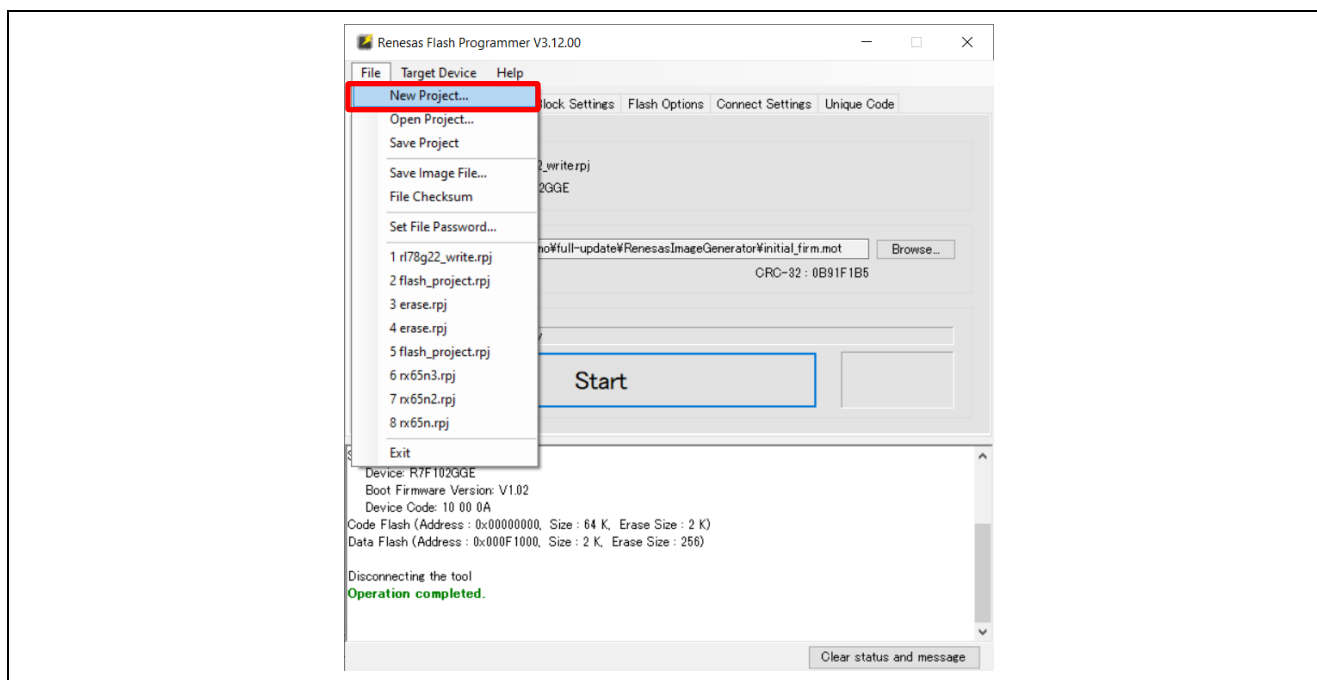 Renesas Flash Programmer V3.12.00
File Target Device Help
New Project...
Block Settings Flash Options Connect Settings Unique Code
Open Project...
Save Project
Save Image File...
2_write.rpj
2GGE
File Checksum
Set File Password...
1 rl78g22_write.rpj
mo¥full-update¥RenesasImageGenerator¥initial_firm.mot Browse...
CRC-32 : 0B91F1B5
2 flash_project.rpj
3 erase.rpj
4 erase.rpj
5 flash_project.rpj
6 rx65n3.rpj
Start
7 rx65n2.rpj
8 rx65n.rpj
Exit
Device: R7F102GGE
Boot Firmware Version: V1.02
Device Code: 10 00 0A
Code Flash (Address : 0x00000000, Size : 64 K, Erase Size : 2 K)
Data Flash (Address : 0x000F1000, Size : 2 K, Erase Size : 256)
Disconnecting the tool
Operation completed.
Clear status and message